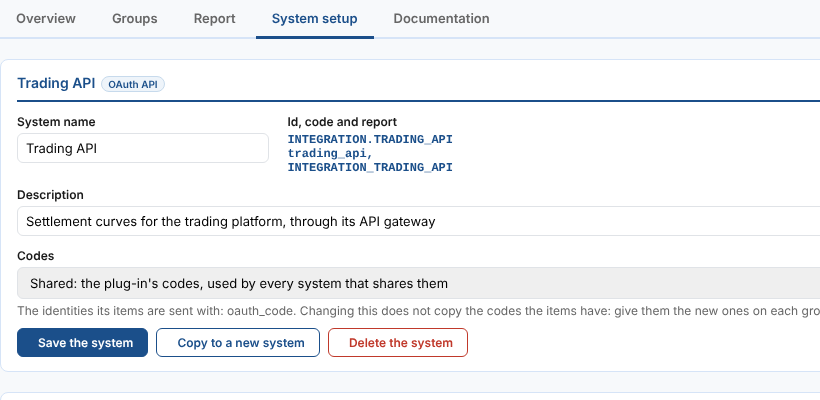 Overview Groups Report System setup Documentation
Trading API OAuth API
System name
Trading API
Id, code and report
INTEGRATION.TRADING_API
trading_api,
INTEGRATION_TRADING_API
Description
Settlement curves for the trading platform, through its API gateway
Codes
Shared: the plug-in's codes, used by every system that shares them
The identities its items are sent with: oauth_code. Changing this does not copy the codes the items have: give them the new ones on each gro
Save the system Copy to a new system Delete the system